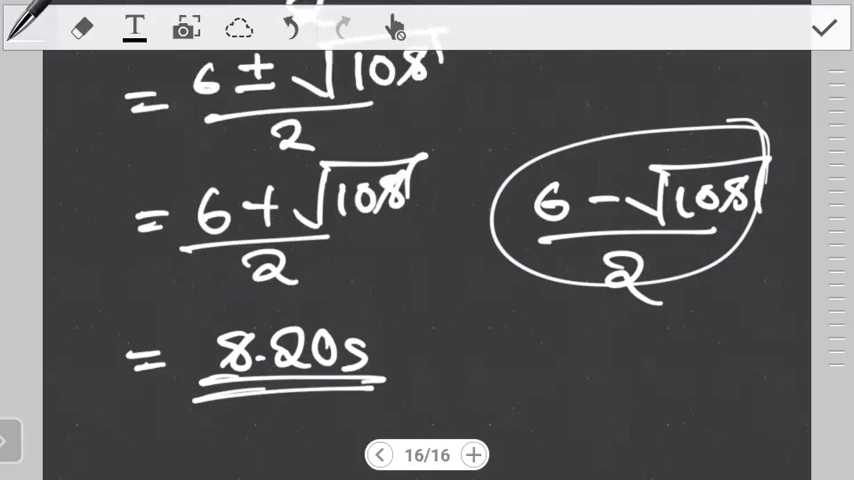 T
= 6 ± √108
2
= 6 + √108
2
6 − √108
2
= 8.20s
16/16